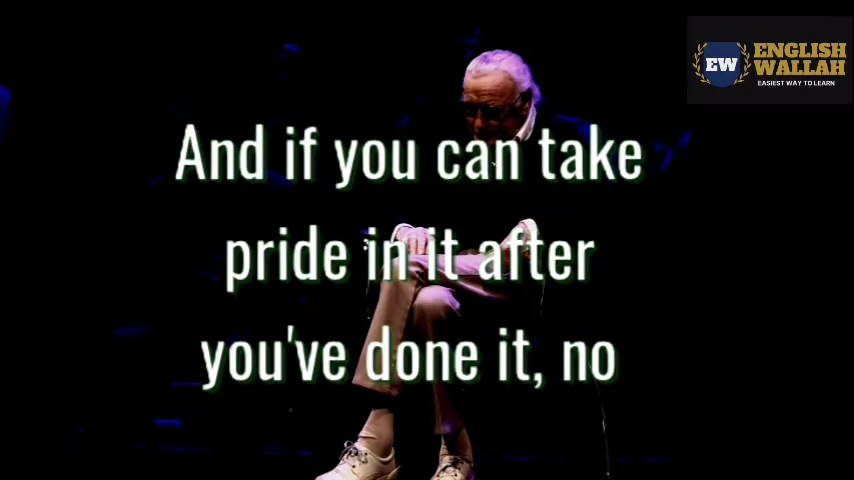 ENGLISH
WALLAH
EW
EASIEST WAY TO LEARN
And if you can take
pride in it after
you've done it, no